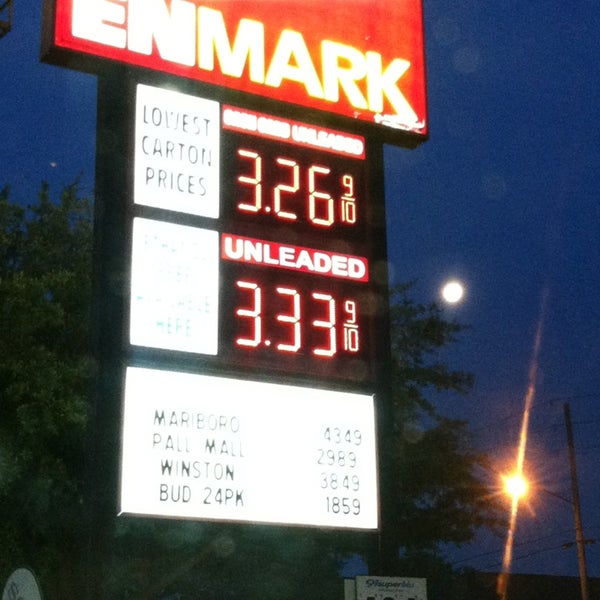 ENMARK
LOWEST
CARTON
PRICES
UNLEADED
3.26 9/10
UNLEADED
3.33 9/10
HERE
MARlBORO 4349
PALL MALL 2989
WINSTON 3849
BUD 24PK 1859